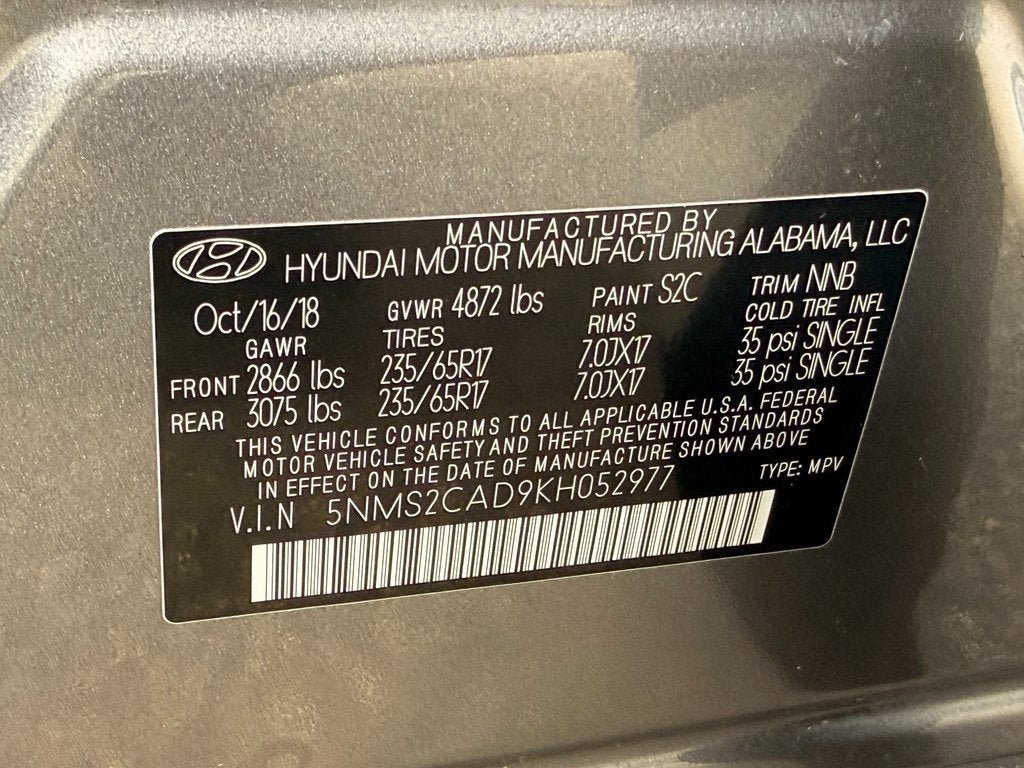 MANUFACTURED BY
HYUNDAI MOTOR MANUFACTURING ALABAMA, LLC
Oct/16/18 GVWR 4872 lbs PAINT S2C TRIM NNB
GAWR TIRES RIMS COLD TIRE INFL
FRONT 2866 lbs 235/65R17 7.0JX17 35 psi SINGLE
REAR 3075 lbs 235/65R17 7.0JX17 35 psi SINGLE
THIS VEHICLE CONFORMS TO ALL APPLICABLE U.S.A. FEDERAL
MOTOR VEHICLE SAFETY AND THEFT PREVENTION STANDARDS
IN EFFECT ON THE DATE OF MANUFACTURE SHOWN ABOVE
V.I.N 5NMS2CAD9KH052977 TYPE: MPV